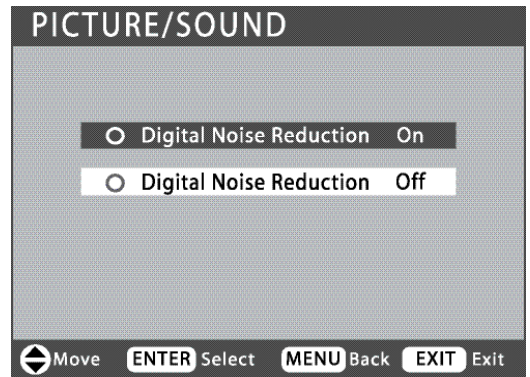 PICTURE/SOUND
Digital Noise Reduction On
Digital Noise Reduction Off
Move ENTER Select MENU Back EXIT Exit